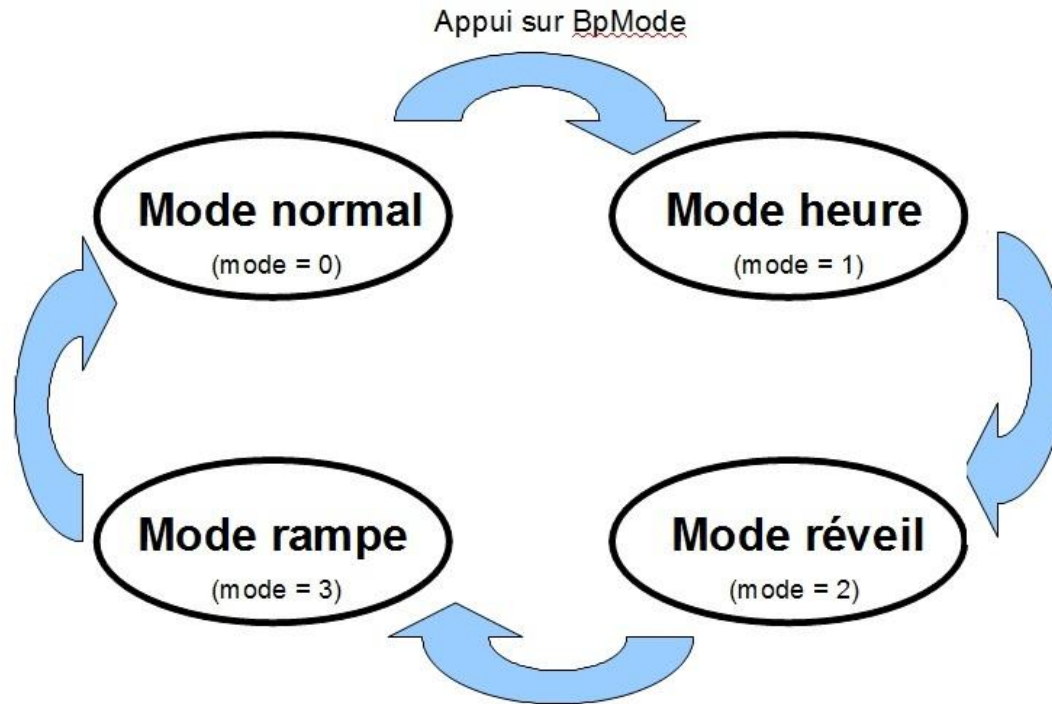 Appui sur BpMode
Mode normal
(mode = 0)
Mode heure
(mode = 1)
Mode rampe
(mode = 3)
Mode réveil
(mode = 2)